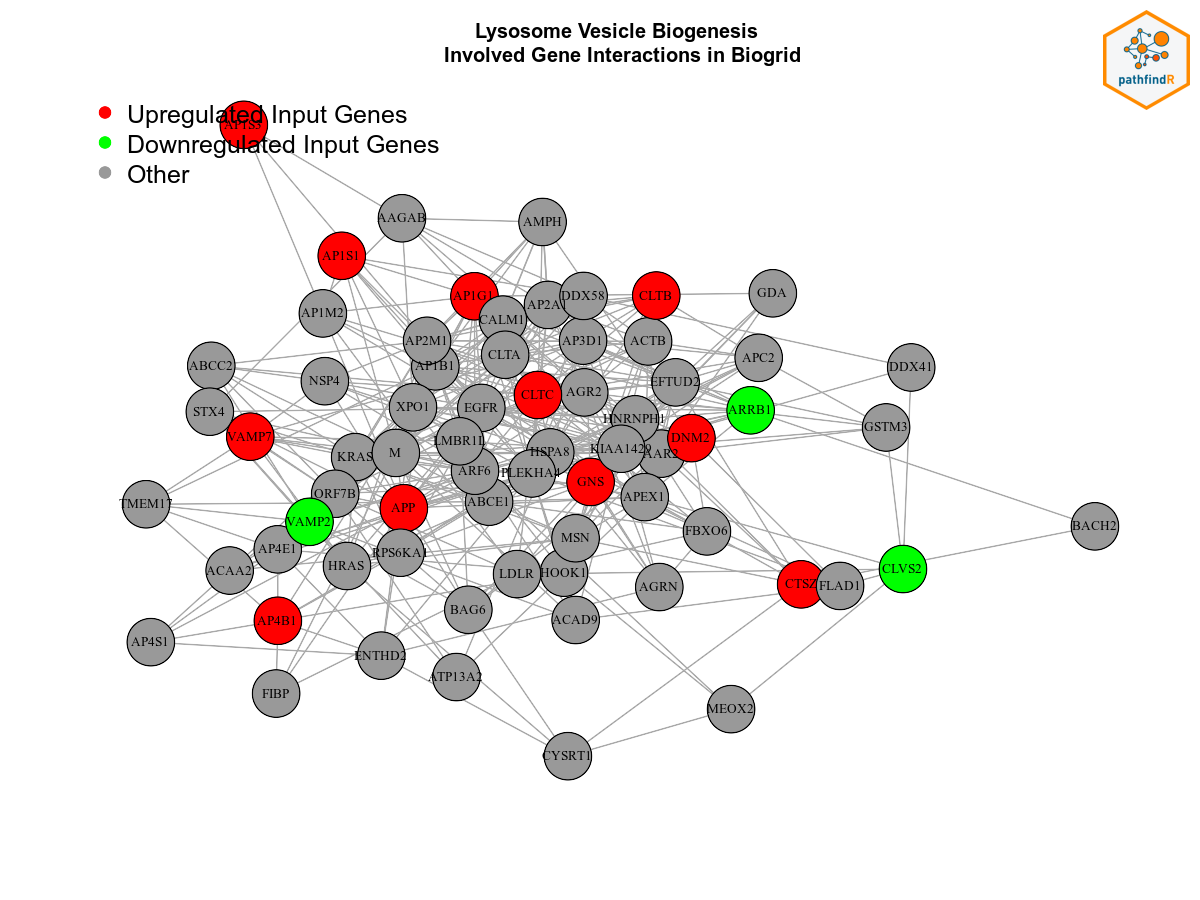 Lysosome Vesicle Biogenesis
Involved Gene Interactions in Biogrid
pathfindR
Upregulated Input Genes
Downregulated Input Genes
Other
AP1S3
AAGAB
AMPH
AP1S1
AP1G1
CLTB
GDA
AP2A1
DDX58
AP1M2
CALM1
AP2M1
AP3D1
ACTB
CLTA
APC2
ABCC2
AP1B1
DDX41
NSP4
EFTUD2
AGR2
CLTC
STX4
XPO1
EGFR
ARRB1
HNRNPH1
GSTM3
VAMP7
DNM2
LMBR1L
KIAA1429
M
HSPA8
KRAS
AAR2
ARF6
PLEKHA4
GNS
ORF7B
APEX1
TMEM17
ABCE1
APP
VAMP2
BACH2
FBXO6
MSN
AP4E1
RPS6KA1
HRAS
ACAA2
LDLR
HOOK1
CLVS2
CTSZ
FLAD1
AGRN
BAG6
AP4B1
ACAD9
AP4S1
ENTHD2
ATP13A2
FIBP
MEOX2
CYSRT1